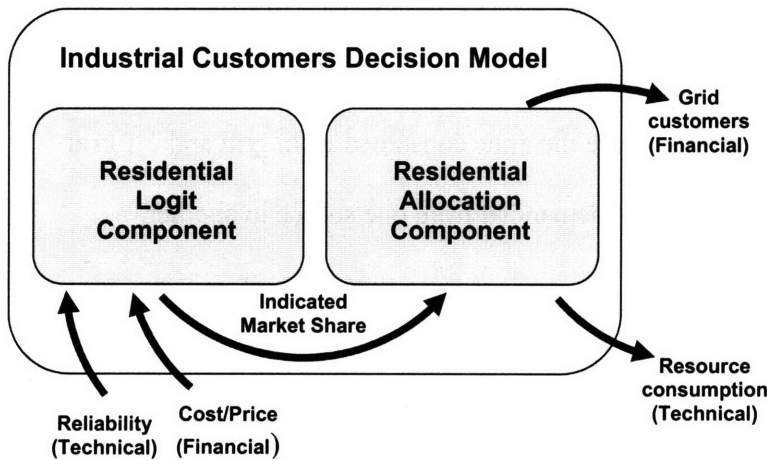 Industrial Customers Decision Model
Residential
Logit
Component
Residential
Allocation
Component
Grid
customers
(Financial)
Indicated
Market Share
Resource
consumption
(Technical)
Reliability
(Technical)
Cost/Price
(Financial)